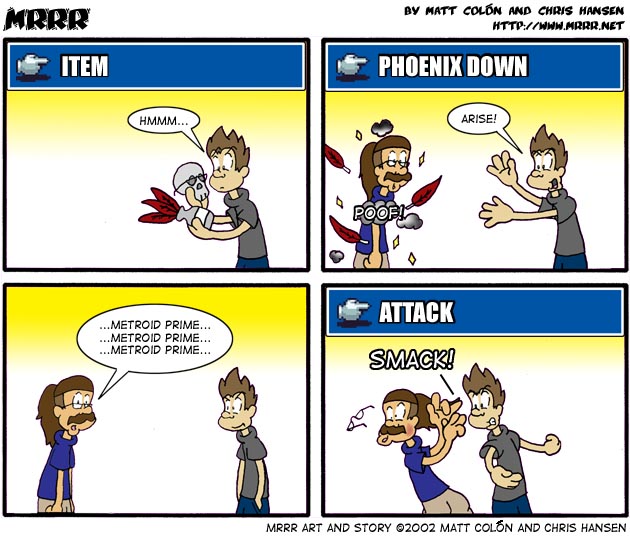 MRRR
BY MATT COLÓN AND CHRIS HANSEN
HTTP://WWW.MRRR.NET
ITEM
HMMM...
PHOENIX DOWN
ARISE!
POOF!
...METROID PRIME...
...METROID PRIME...
...METROID PRIME...
ATTACK
SMACK!
MRRR ART AND STORY ©2002 MATT COLÓN AND CHRIS HANSEN